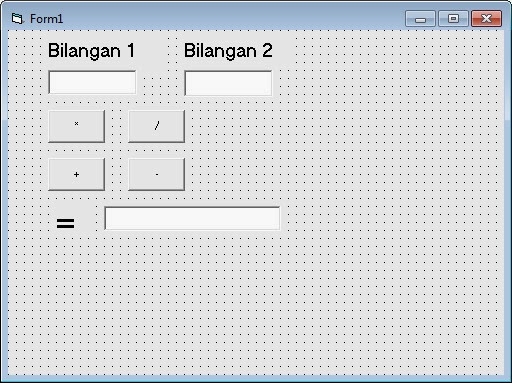 Form1
Bilangan 1 Bilangan 2
* /
+ -
=